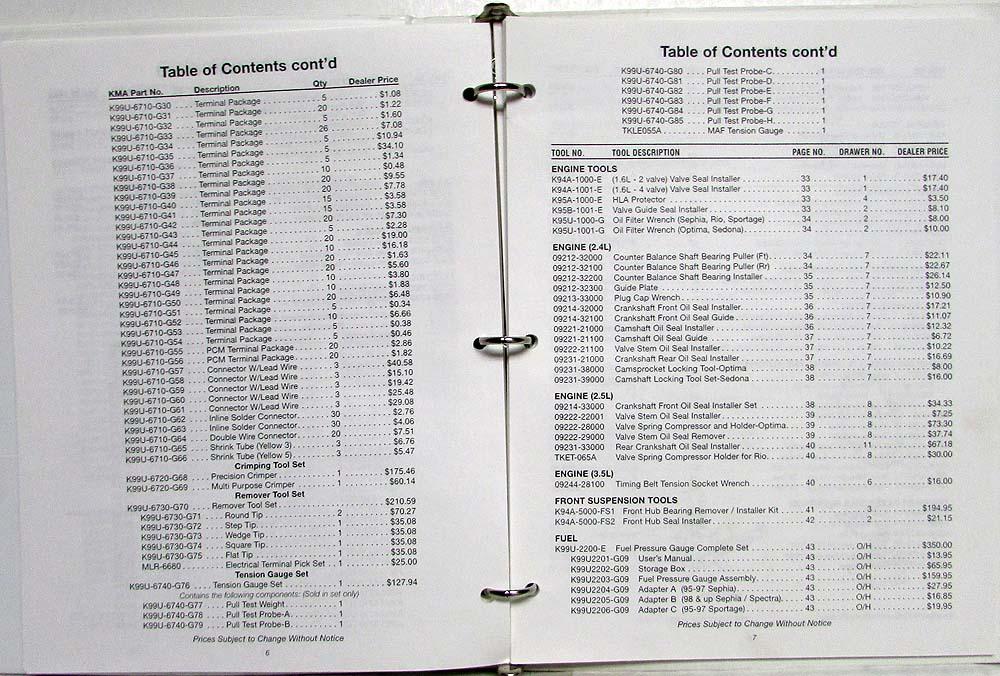 Table of Contents cont'd
KMA Part No. Description Qty Dealer Price
K99U-6710-G30 ..... Terminal Package ............ 5 ............ $1.08
K99U-6710-G31 ..... Terminal Package ............ 20 ............ $1.22
K99U-6710-G32 ..... Terminal Package ............ 5 ............ $1.60
K99U-6710-G33 ..... Terminal Package ............ 26 ............ $7.08
K99U-6710-G34 ..... Terminal Package ............ 5 ............ $10.94
K99U-6710-G35 ..... Terminal Package ............ 5 ............ $34.10
K99U-6710-G36 ..... Terminal Package ............ 5 ............ $1.34
K99U-6710-G37 ..... Terminal Package ............ 10 ............ $0.48
K99U-6710-G38 ..... Terminal Package ............ 20 ............ $9.55
K99U-6710-G39 ..... Terminal Package ............ 20 ............ $7.78
K99U-6710-G40 ..... Terminal Package ............ 15 ............ $3.58
K99U-6710-G41 ..... Terminal Package ............ 15 ............ $3.58
K99U-6710-G42 ..... Terminal Package ............ 20 ............ $7.30
K99U-6710-G43 ..... Terminal Package ............ 5 ............ $2.28
K99U-6710-G44 ..... Terminal Package ............ 20 ............ $19.00
K99U-6710-G45 ..... Terminal Package ............ 10 ............ $16.18
K99U-6710-G46 ..... Terminal Package ............ 20 ............ $1.63
K99U-6710-G47 ..... Terminal Package ............ 20 ............ $5.60
K99U-6710-G48 ..... Terminal Package ............ 10 ............ $3.80
K99U-6710-G49 ..... Terminal Package ............ 10 ............ $1.83
K99U-6710-G50 ..... Terminal Package ............ 20 ............ $6.48
K99U-6710-G51 ..... Terminal Package ............ 5 ............ $0.34
K99U-6710-G52 ..... Terminal Package ............ 10 ............ $6.66
K99U-6710-G53 ..... Terminal Package ............ 5 ............ $0.38
K99U-6710-G54 ..... Terminal Package ............ 5 ............ $0.46
K99U-6710-G55 ..... PCM Terminal Package ..... 20 ............ $2.86
K99U-6710-G56 ..... PCM Terminal Package ..... 20 ............ $1.82
K99U-6710-G57 ..... Connector W/Lead Wire ..... 3 ............ $40.58
K99U-6710-G58 ..... Connector W/Lead Wire ..... 3 ............ $15.10
K99U-6710-G59 ..... Connector W/Lead Wire ..... 3 ............ $19.42
K99U-6710-G60 ..... Connector W/Lead Wire ..... 3 ............ $25.48
K99U-6710-G61 ..... Connector W/Lead Wire ..... 3 ............ $29.08
K99U-6710-G62 ..... Inline Solder Connector ..... 30 ............ $2.76
K99U-6710-G63 ..... Inline Solder Connector ..... 30 ............ $4.06
K99U-6710-G64 ..... Double Wire Connector ..... 20 ............ $7.51
K99U-6710-G65 ..... Shrink Tube (Yellow 3) ..... 3 ............ $6.76
K99U-6710-G66 ..... Shrink Tube (Yellow 5) ..... 3 ............ $5.47
Crimping Tool Set
K99U-6720-G68 ..... Precision Crimper ............ 1 ............ $175.46
K99U-6720-G69 ..... Multi Purpose Crimper ..... 1 ............ $60.14
Remover Tool Set
K99U-6730-G70 ..... Remover Tool Set ............ $210.59
K99U-6730-G71 ..... Round Tip ............ 2 ............ $70.27
K99U-6730-G72 ..... Step Tip ............ 1 ............ $35.08
K99U-6730-G73 ..... Wedge Tip ............ 1 ............ $35.08
K99U-6730-G74 ..... Square Tip ............ 1 ............ $35.08
K99U-6730-G75 ..... Flat Tip ............ 1 ............ $35.08
MLR-6680 ..... Electrical Terminal Pick Set .. 1 ............ $25.00
Tension Gauge Set
K99U-6740-G76 ..... Tension Gauge Set ............ 1 ............ $127.94
Contains the following components: (Sold in set only)
K99U-6740-G77 ..... Pull Test Weight ............ 1
K99U-6740-G78 ..... Pull Test Probe-A ............ 1
K99U-6740-G79 ..... Pull Test Probe-B ............ 1
Prices Subject to Change Without Notice
6
Table of Contents cont'd
K99U-6740-G80 ..... Pull Test Probe-C ............ 1
K99U-6740-G81 ..... Pull Test Probe-D ............ 1
K99U-6740-G82 ..... Pull Test Probe-E ............ 1
K99U-6740-G83 ..... Pull Test Probe-F ............ 1
K99U-6740-G84 ..... Pull Test Probe-G ............ 1
K99U-6740-G85 ..... Pull Test Probe-H ............ 1
TKLE055A ..... MAF Tension Gauge ..... 1
TOOL NO. TOOL DESCRIPTION PAGE NO. DRAWER NO. DEALER PRICE
ENGINE TOOLS
K94A-1000-E (1.6L - 2 valve) Valve Seal Installer ..... 33 ..... 1 ..... $17.40
K94A-1001-E (1.6L - 4 valve) Valve Seal Installer ..... 33 ..... 1 ..... $17.40
K95A-1000-E HLA Protector ..... 33 ..... 4 ..... $3.50
K95B-1001-E Valve Guide Seal Installer ..... 33 ..... 2 ..... $8.10
K95U-1000-G Oil Filter Wrench (Sephia, Rio, Sportage) ..... 34 ..... 2 ..... $8.00
K95U-1001-G Oil Filter Wrench (Optima, Sedona) ..... 34 ..... 2 ..... $10.00
ENGINE (2.4L)
09212-32000 Counter Balance Shaft Bearing Puller (Ft) ..... 34 ..... 7 ..... $22.11
09212-32100 Counter Balance Shaft Bearing Puller (Rr) ..... 34 ..... 7 ..... $22.67
09212-32200 Counter Balance Shaft Bearing Installer ..... 35 ..... 7 ..... $26.14
09212-32300 Guide Plate ..... 35 ..... 7 ..... $12.50
09213-33000 Plug Cap Wrench ..... 35 ..... 7 ..... $10.90
09214-32000 Crankshaft Front Oil Seal Installer ..... 36 ..... 7 ..... $17.21
09214-32100 Crankshaft Front Oil Seal Guide ..... 36 ..... 7 ..... $11.07
09221-21000 Camshaft Oil Seal Installer ..... 36 ..... 7 ..... $12.32
09221-21100 Camshaft Oil Seal Guide ..... 37 ..... 7 ..... $6.72
09222-21100 Valve Stem Oil Seal Installer ..... 37 ..... 7 ..... $10.22
09231-21000 Crankshaft Rear Oil Seal Installer ..... 37 ..... 7 ..... $16.69
09231-38000 Camsprocket Locking Tool-Optima ..... 38 ..... 7 ..... $8.00
09231-39000 Camshaft Locking Tool Set-Sedona ..... 38 ..... 7 ..... $16.00
ENGINE (2.5L)
09214-33000 Crankshaft Front Oil Seal Installer Set ..... 38 ..... 8 ..... $34.33
09222-22001 Valve Stem Oil Seal Installer ..... 39 ..... 8 ..... $7.25
09222-28000 Valve Spring Compressor and Holder-Optima ..... 39 ..... 8 ..... $73.30
09222-29000 Valve Stem Oil Seal Remover ..... 39 ..... 8 ..... $37.74
09231-33000 Rear Crankshaft Oil Seal Installer ..... 40 ..... 11 ..... $67.18
TKET-065A Valve Spring Compressor Holder for Rio ..... 40 ..... 8 ..... $30.00
ENGINE (3.5L)
09244-28100 Timing Belt Tension Socket Wrench ..... 40 ..... 6 ..... $16.00
FRONT SUSPENSION TOOLS
K94A-5000-FS1 Front Hub Bearing Remover / Installer Kit ..... 41 ..... 3 ..... $194.95
K94A-5000-FS2 Front Hub Seal Installer ..... 42 ..... 2 ..... $21.15
FUEL
K99U-2200-E Fuel Pressure Gauge Complete Set ..... 43 ..... O/H ..... $350.00
K99U2201-G09 User's Manual ..... 43 ..... O/H ..... $13.95
K99U2202-G09 Storage Box ..... 43 ..... O/H ..... $65.95
K99U2203-G09 Fuel Pressure Gauge Assembly ..... 43 ..... O/H ..... $159.95
K99U2204-G09 Adapter A (95-97 Sephia) ..... 43 ..... O/H ..... $27.95
K99U2205-G09 Adapter B (98 & up Sephia / Spectra) ..... 43 ..... O/H ..... $16.85
K99U2206-G09 Adapter C (95-97 Sportage) ..... 43 ..... O/H ..... $19.95
Prices Subject to Change Without Notice
7